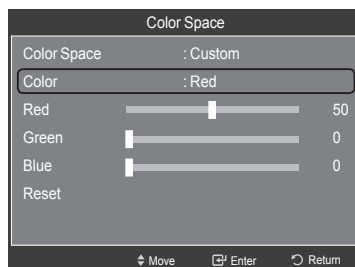 Color Space
Color Space : Custom
Color : Red
Red 50
Green 0
Blue 0
Reset
Move Enter Return